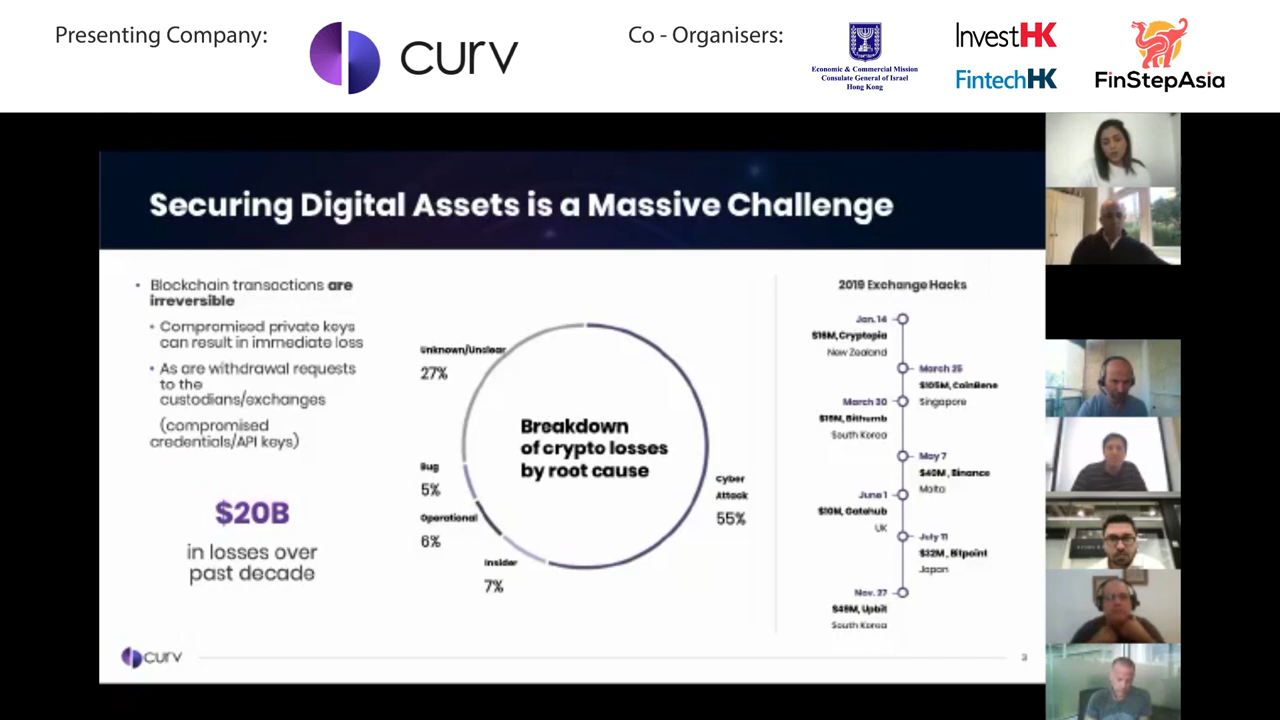 Presenting Company:
curv
Co - Organisers:
Economic & Commercial Mission
Consulate General of Israel
Hong Kong
InvestHK
FintechHK
FinStepAsia
Securing Digital Assets is a Massive Challenge
• Blockchain transactions are
irreversible
• Compromised private keys
can result in immediate loss
• As are withdrawal requests
to the
custodians/exchanges
(compromised
credentials/API keys)
$20B
in losses over
past decade
Unknown/Unclear
27%
Bug
5%
Operational
6%
Insider
7%
Breakdown
of crypto losses
by root cause
Cyber
Attack
55%
2019 Exchange Hacks
Jan. 14
$16M, Cryptopia
New Zealand
March 25
$105M, CoinBene
Singapore
March 30
$19M, Bithumb
South Korea
May 7
$40M, Binance
Malta
June 1
$10M, Gatehub
UK
July 11
$32M, Bitpoint
Japan
Nov. 27
$49M, Upbit
South Korea
curv
3